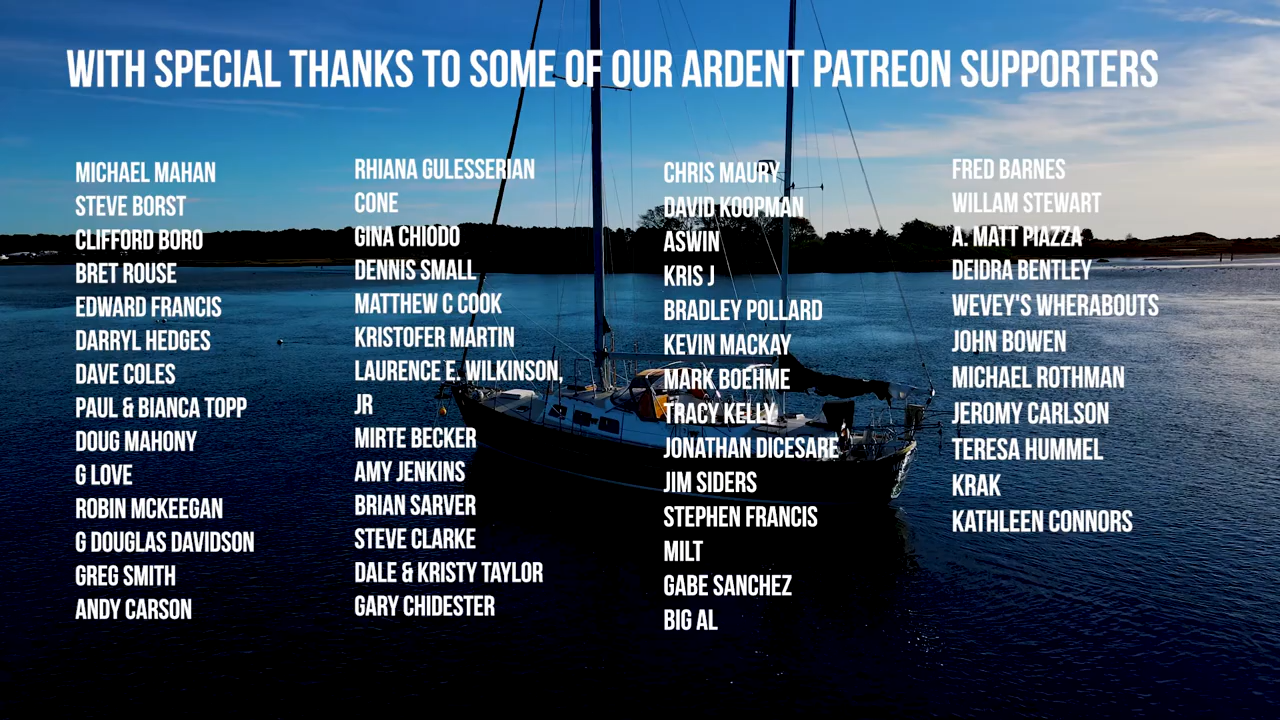 WITH SPECIAL THANKS TO SOME OF OUR ARDENT PATREON SUPPORTERS
MICHAEL MAHAN
STEVE BORST
CLIFFORD BORO
BRET ROUSE
EDWARD FRANCIS
DARRYL HEDGES
DAVE COLES
PAUL & BIANCA TOPP
DOUG MAHONY
G LOVE
ROBIN MCKEEGAN
G DOUGLAS DAVIDSON
GREG SMITH
ANDY CARSON
RHIANA GULESSERIAN
CONE
GINA CHIODO
DENNIS SMALL
MATTHEW C COOK
KRISTOFER MARTIN
LAURENCE E. WILKINSON,
JR
MIRTE BECKER
AMY JENKINS
BRIAN SARVER
STEVE CLARKE
DALE & KRISTY TAYLOR
GARY CHIDESTER
CHRIS MAURY
DAVID KOOPMAN
ASWIN
KRIS J
BRADLEY POLLARD
KEVIN MACKAY
MARK BOEHME
TRACY KELLY
JONATHAN DICESARE
JIM SIDERS
STEPHEN FRANCIS
MILT
GABE SANCHEZ
BIG AL
FRED BARNES
WILLAM STEWART
A. MATT PIAZZA
DEIDRA BENTLEY
WEVEY'S WHERABOUTS
JOHN BOWEN
MICHAEL ROTHMAN
JEROMY CARLSON
TERESA HUMMEL
KRAK
KATHLEEN CONNORS